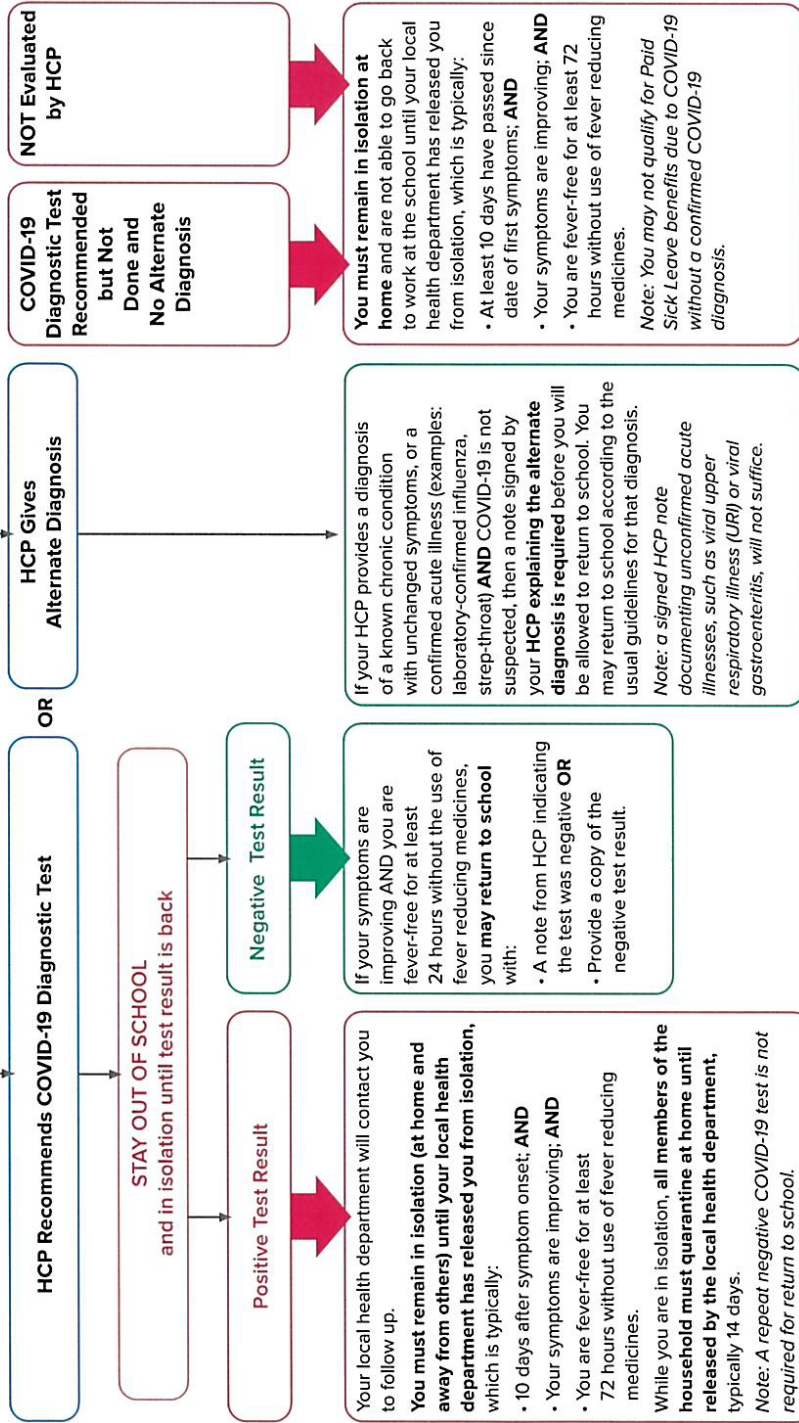 HCP Recommends COVID-19 Diagnostic Test
OR
HCP Gives
Alternate Diagnosis
COVID-19
Diagnostic Test
Recommended
but Not
Done and
No Alternate
Diagnosis
NOT Evaluated
by HCP
STAY OUT OF SCHOOL
and in isolation until test result is back
Positive Test Result
Negative Test Result
Your local health department will contact you
to follow up.
You must remain in isolation (at home and
away from others) until your local health
department has released you from isolation,
which is typically:
• 10 days after symptom onset; AND
• Your symptoms are improving; AND
• You are fever-free for at least
72 hours without use of fever reducing
medicines.
While you are in isolation, all members of the
household must quarantine at home until
released by the local health department,
typically 14 days.
Note: A repeat negative COVID-19 test is not
required for return to school.
If your symptoms are
improving AND you are
fever-free for at least
24 hours without the use of
fever reducing medicines,
you may return to school
with:
• A note from HCP indicating
the test was negative OR
• Provide a copy of the
negative test result.
If your HCP provides a diagnosis
of a known chronic condition
with unchanged symptoms, or a
confirmed acute illness (examples:
laboratory-confirmed influenza,
strep-throat) AND COVID-19 is not
suspected, then a note signed by
your HCP explaining the alternate
diagnosis is required before you will
be allowed to return to school. You
may return to school according to the
usual guidelines for that diagnosis.
Note: a signed HCP note
documenting unconfirmed acute
illnesses, such as viral upper
respiratory illness (URI) or viral
gastroenteritis, will not suffice.
You must remain in isolation at
home and are not able to go back
to work at the school until your local
health department has released you
from isolation, which is typically:
• At least 10 days have passed since
date of first symptoms; AND
• Your symptoms are improving; AND
• You are fever-free for at least 72
hours without use of fever reducing
medicines.
Note: You may not qualify for Paid
Sick Leave benefits due to COVID-19
without a confirmed COVID-19
diagnosis.